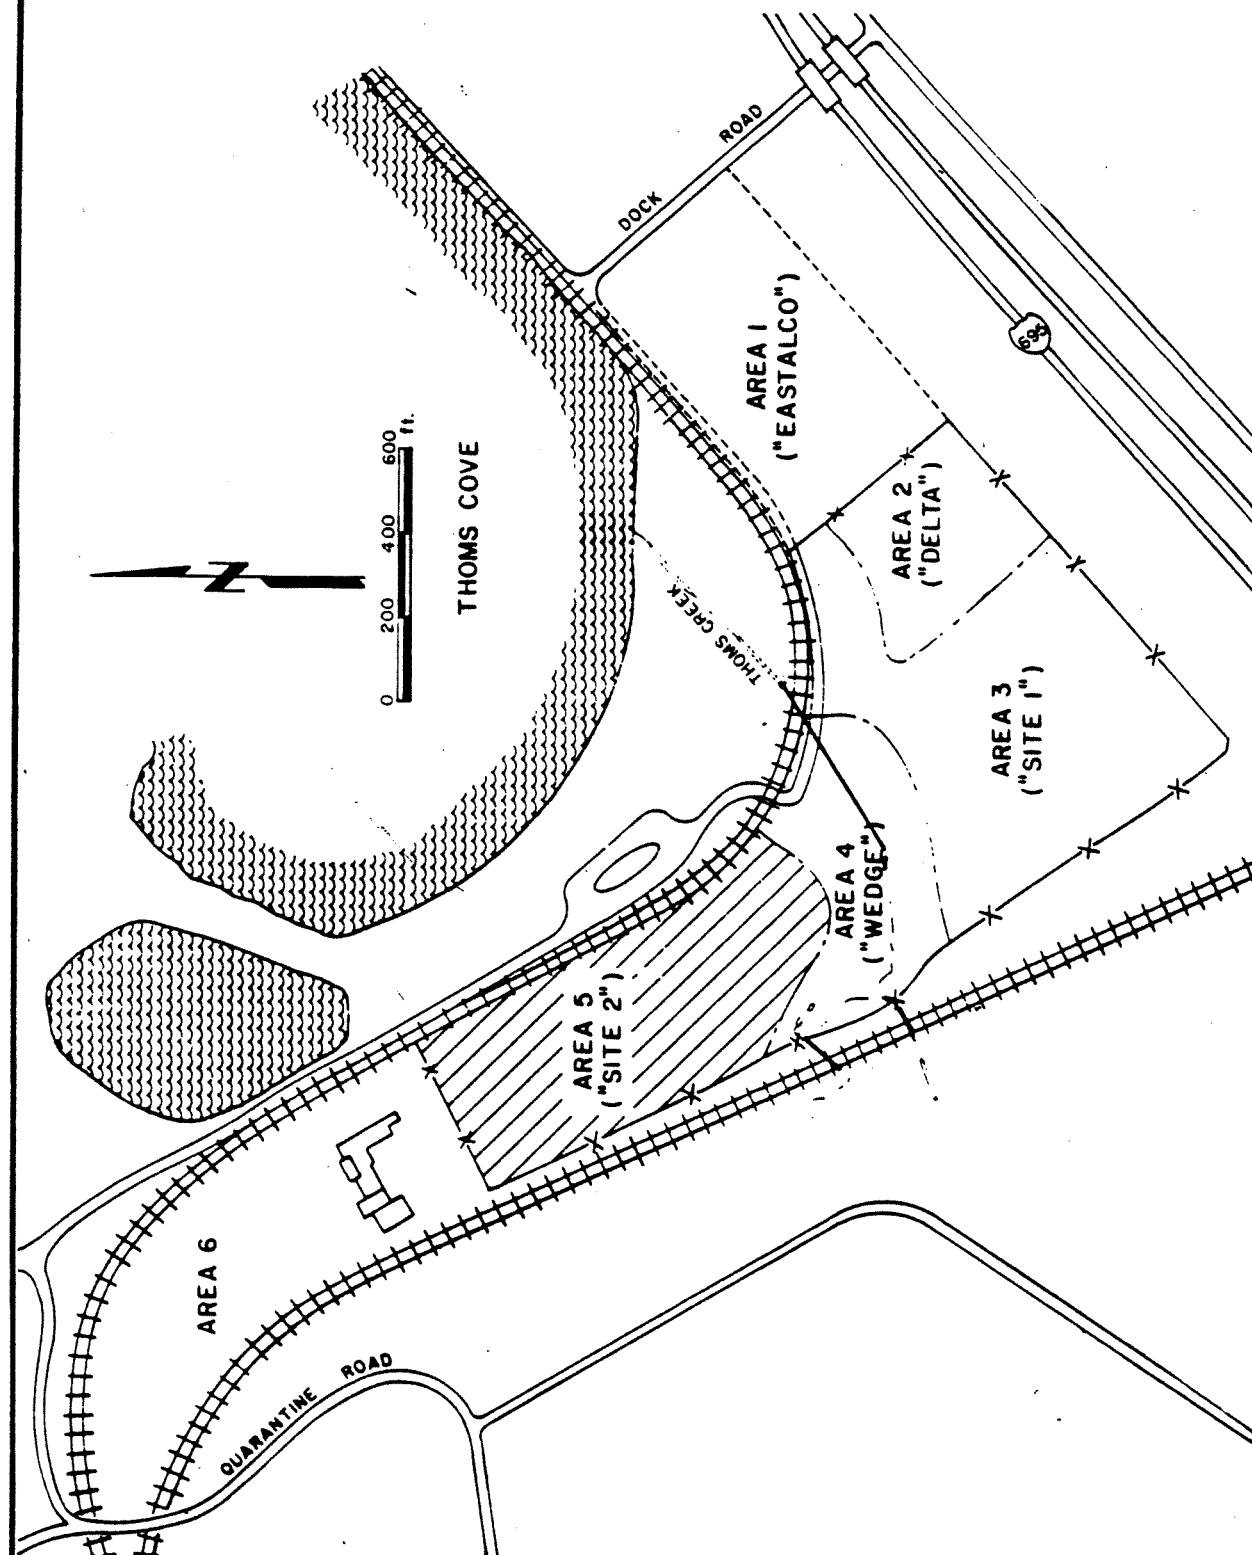 DOCK ROAD
695
AREA 1
("EASTALCO")
0 200 400 600 ft.
N
THOMS COVE
AREA 2
("DELTA")
THOMS CREEK
AREA 3
("SITE 1")
AREA 4
("WEDGE")
AREA 5
("SITE 2")
AREA 6
QUARANTINE ROAD